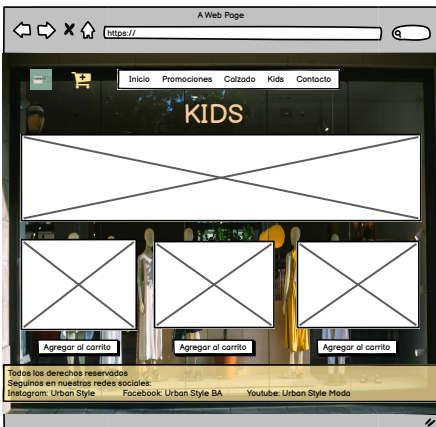 A Web Page
https://
Inicio Promociones Calzado Kids Contacto
KIDS
Agregar al carrito Agregar al carrito Agregar al carrito
Todos los derechos reservados
Seguinos en nuestras redes sociales:
Instagram: Urban Style Facebook: Urban Style BA Youtube: Urban Style Moda